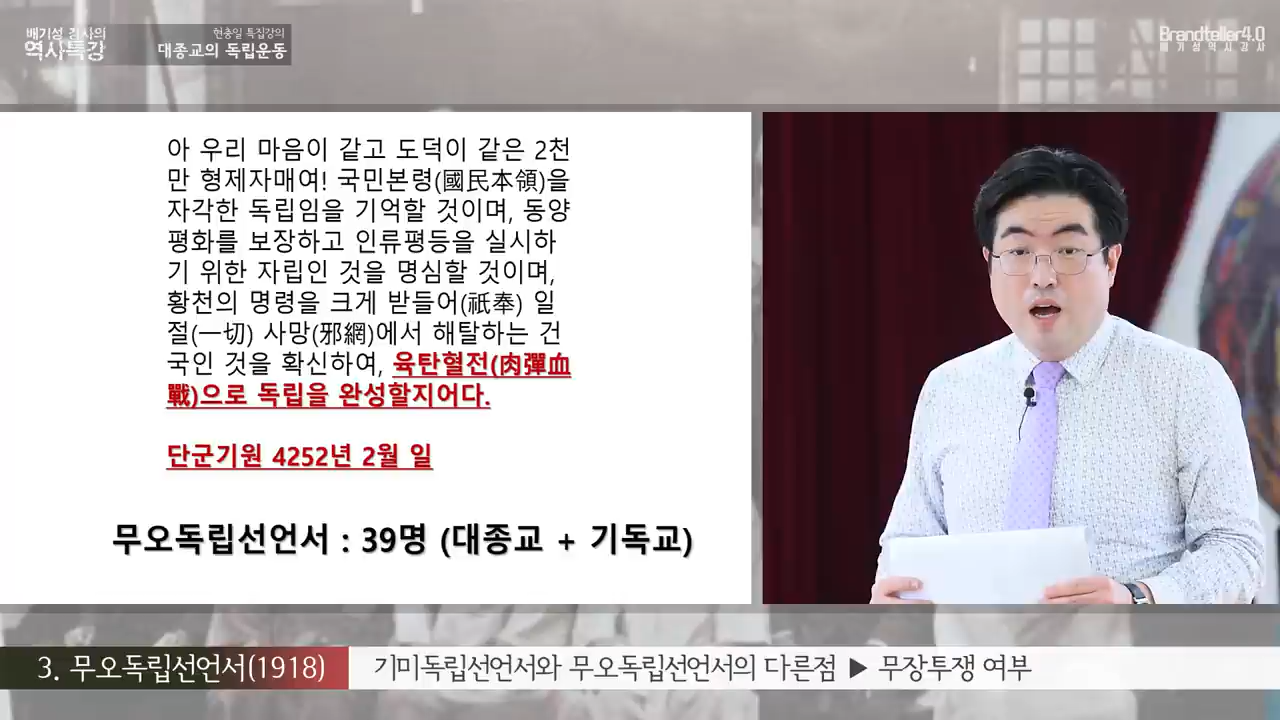 배기성 강사의
역사특강
현충일 특집강의
대종교의 독립운동
Brandteller4.0
배기성역사강사
아 우리 마음이 같고 도덕이 같은 2천
만 형제자매여! 국민본령(國民本領)을
자각한 독립임을 기억할 것이며, 동양
평화를 보장하고 인류평등을 실시하
기 위한 자립인 것을 명심할 것이며,
황천의 명령을 크게 받들어(祇奉) 일
절(一切) 사망(邪網)에서 해탈하는 건
국인 것을 확신하여, 육탄혈전(肉彈血
戰)으로 독립을 완성할지어다.
단군기원 4252년 2월 일
무오독립선언서 : 39명 (대종교 + 기독교)
3. 무오독립선언서(1918)
기미독립선언서와 무오독립선언서의 다른점 ▶ 무장투쟁 여부